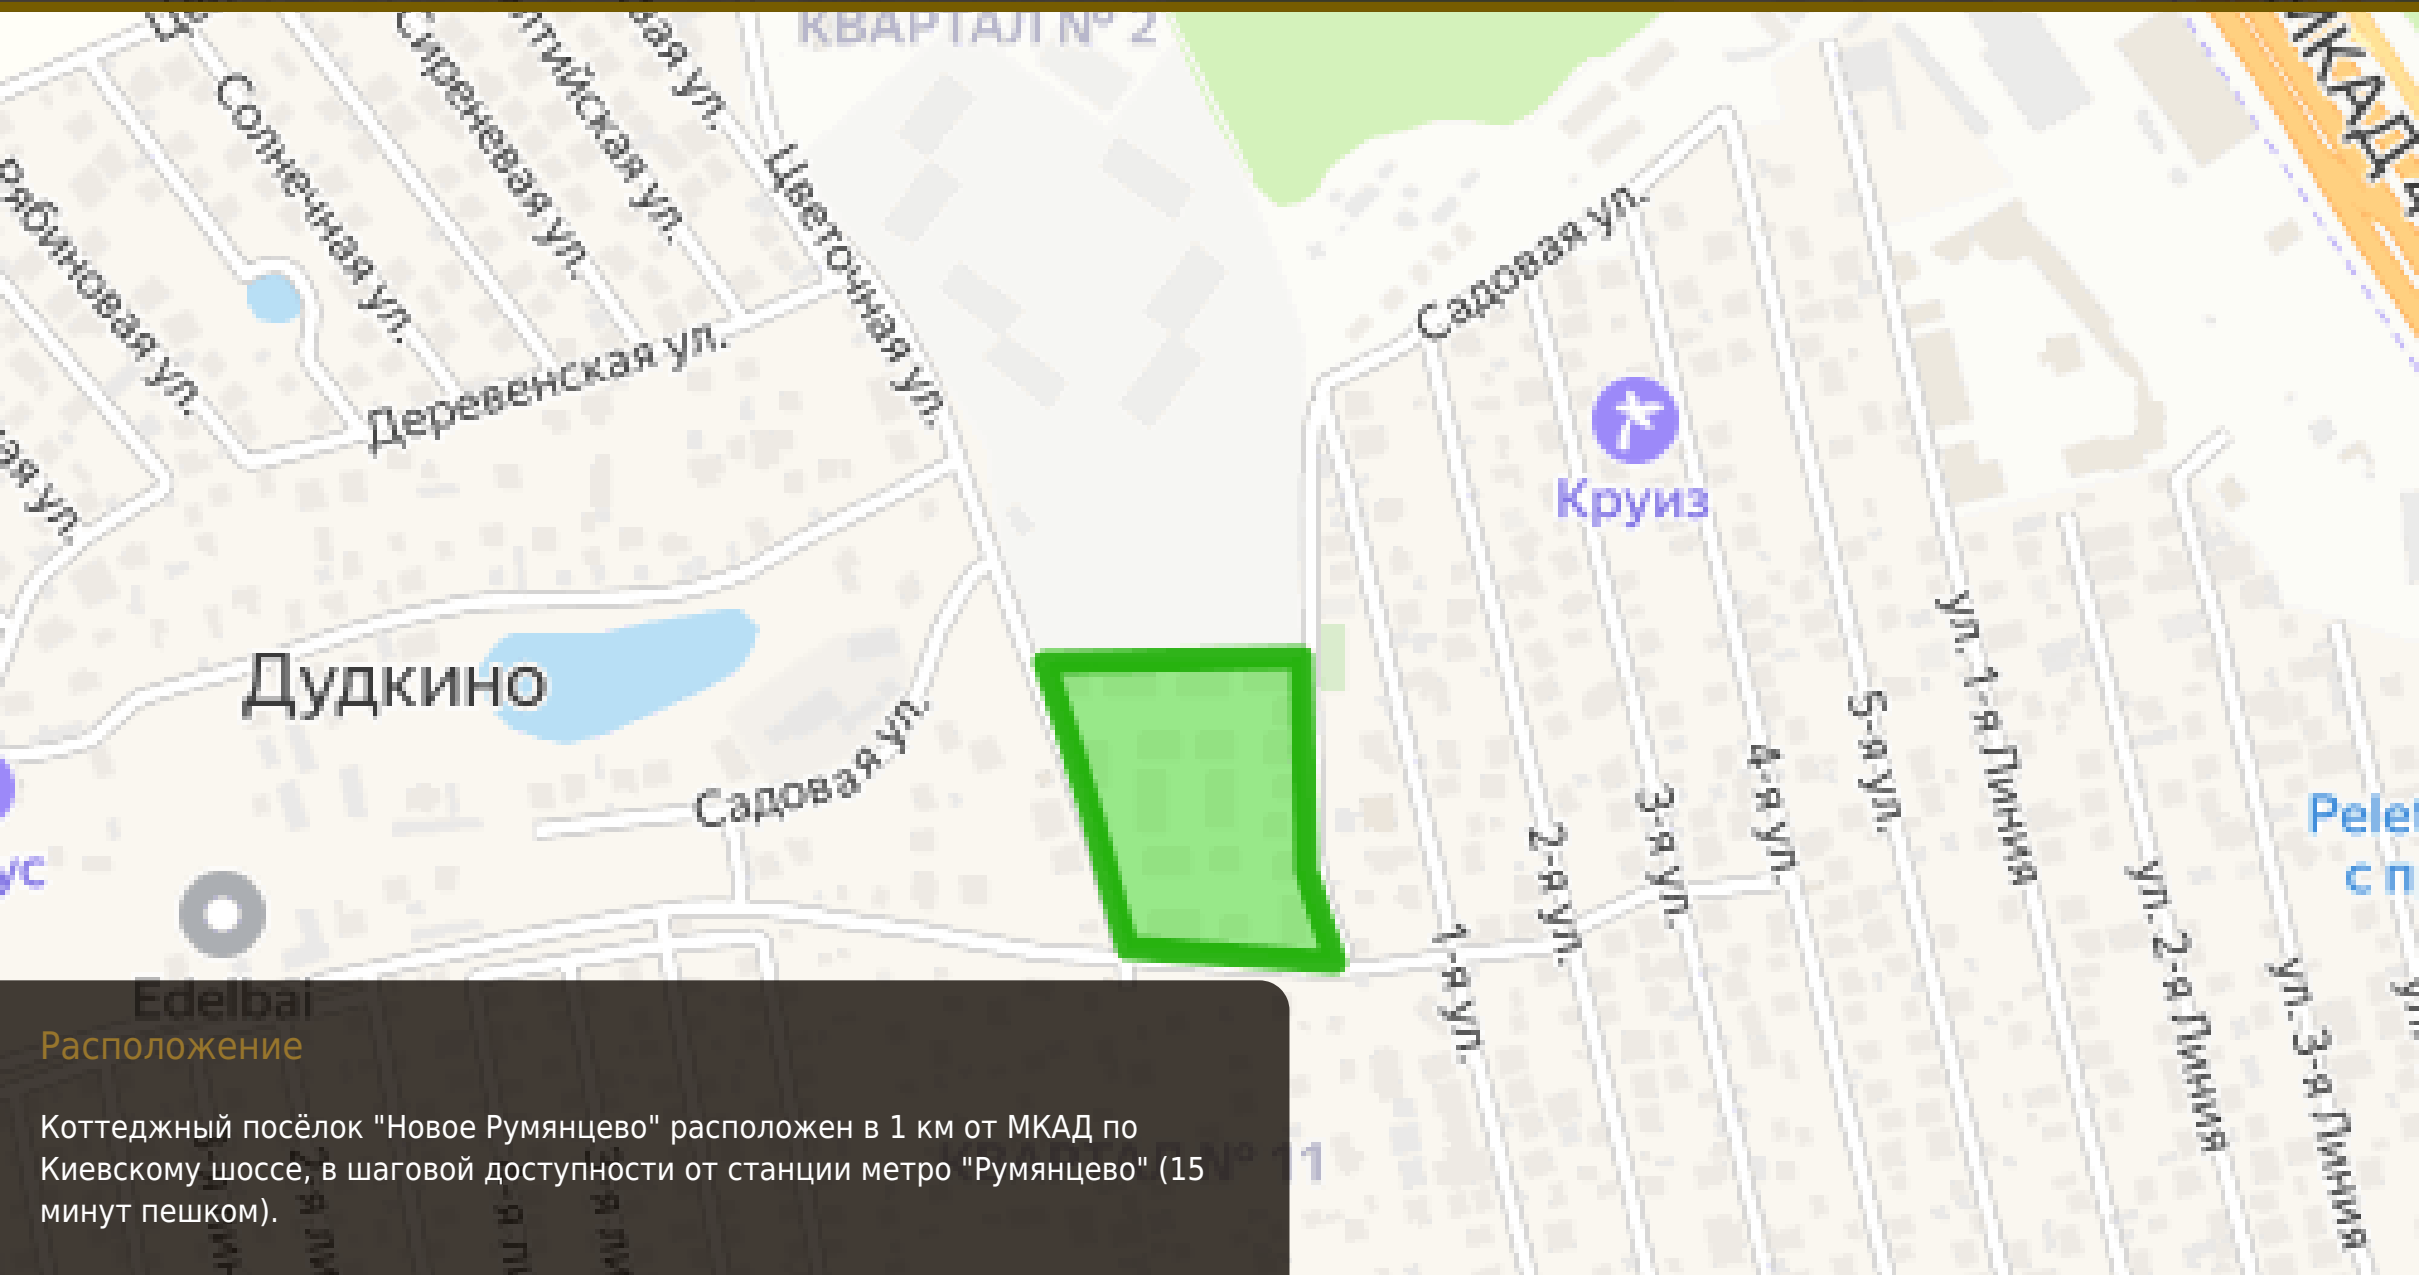 КВАРТАЛ № 2
МКАД
Солнечная ул.
Сиреневая ул.
Цветочная ул.
Рябиновая ул.
Деревенская ул.
Садовая ул.
Круиз
Дудкино
Садовая ул.
1-я ул.
2-я ул.
3-я ул.
4-я ул.
5-я ул.
ул. 1-я Линия
ул. 2-я Линия
ул. 3-я Линия
Edelbai
Расположение
Коттеджный посёлок "Новое Румянцево" расположен в 1 км от МКАД по
Киевскому шоссе, в шаговой доступности от станции метро "Румянцево" (15
минут пешком).
КВАРТАЛ № 11